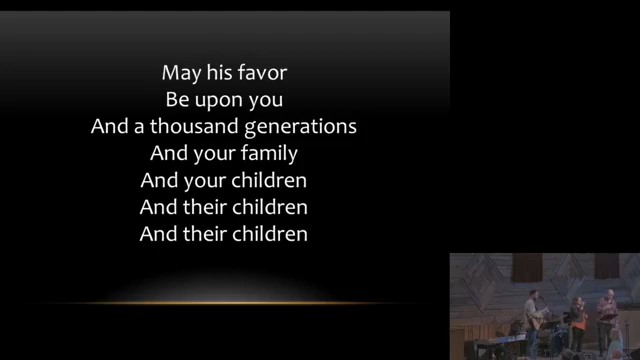 May his favor
Be upon you
And a thousand generations
And your family
And your children
And their children
And their children